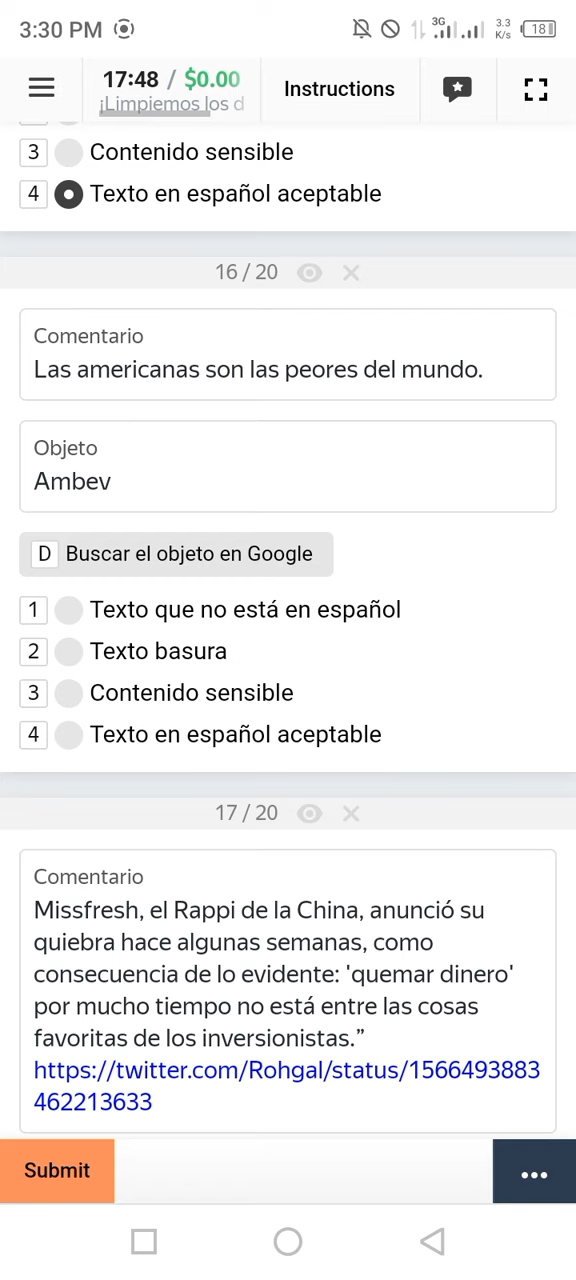 3:30 PM
3G
3.3
K/s
18
17:48 / $0.00
¡Limpiemos los d
Instructions
3 Contenido sensible
4 Texto en español aceptable
16 / 20
Comentario
Las americanas son las peores del mundo.
Objeto
Ambev
D Buscar el objeto en Google
1 Texto que no está en español
2 Texto basura
3 Contenido sensible
4 Texto en español aceptable
17 / 20
Comentario
Missfresh, el Rappi de la China, anunció su
quiebra hace algunas semanas, como
consecuencia de lo evidente: 'quemar dinero'
por mucho tiempo no está entre las cosas
favoritas de los inversionistas.”
https://twitter.com/Rohgal/status/1566493883
462213633
Submit